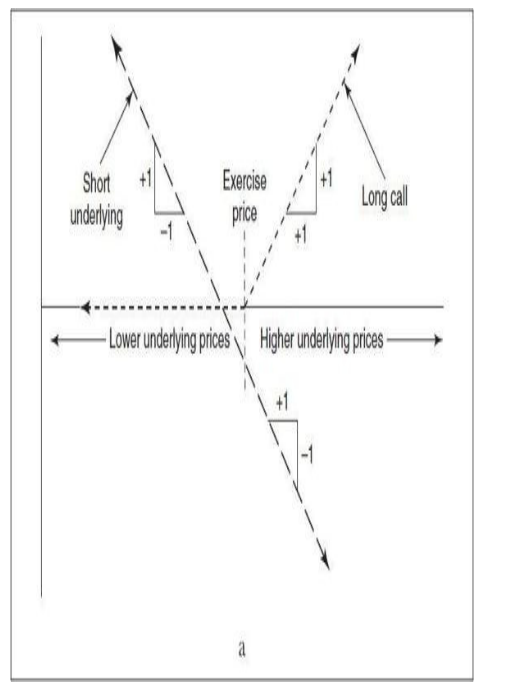 Short
underlying
+1
−1
Exercise
price
+1
+1
Long call
Lower underlying prices
Higher underlying prices
+1
−1
a